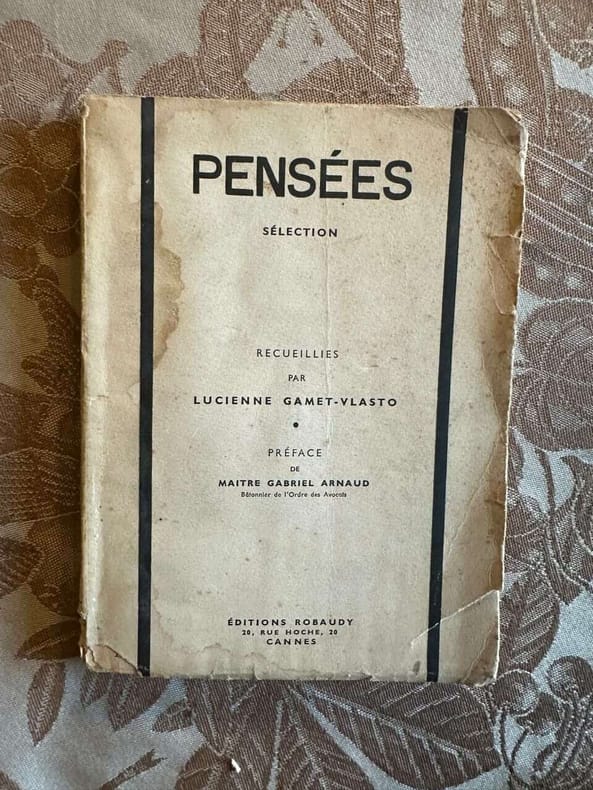 PENSÉES
SÉLECTION
RECUEILLIES
PAR
LUCIENNE GAMET-VLASTO
•
PRÉFACE
DE
MAITRE GABRIEL ARNAUD
Bâtonnier de l'Ordre des Avocats
ÉDITIONS ROBAUDY
20, RUE HOCHE, 20
CANNES